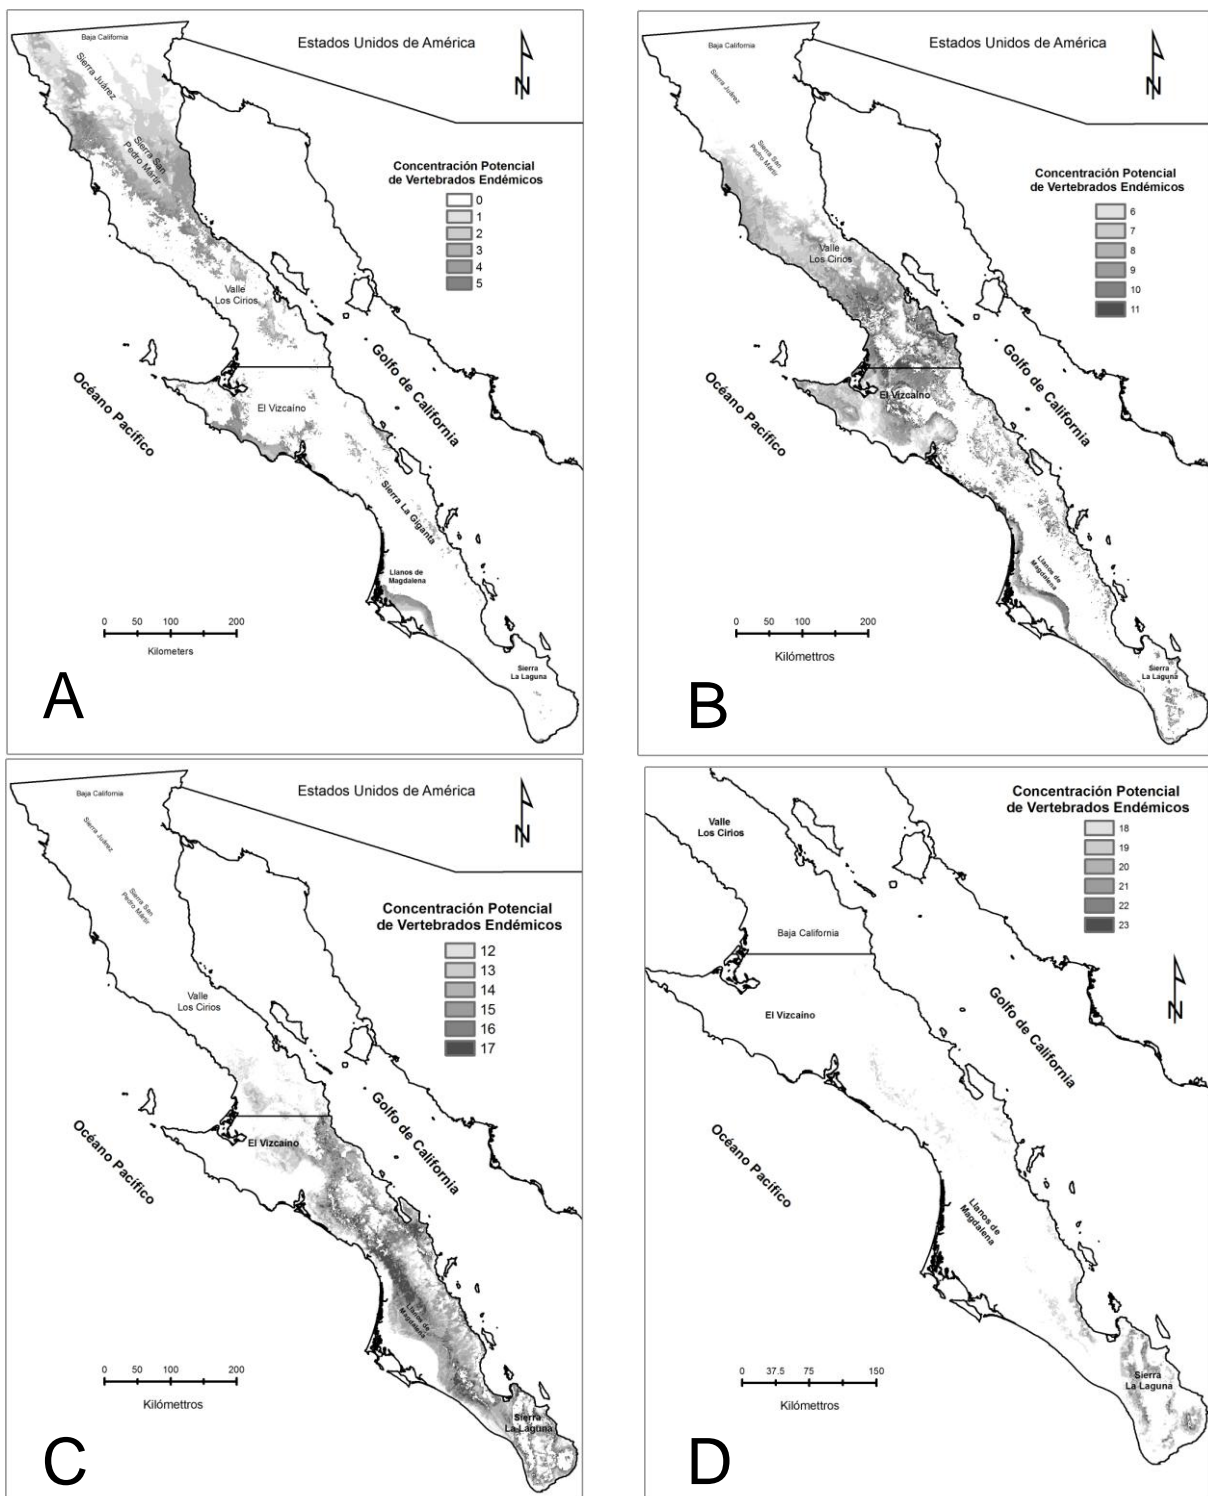 Baja California
Estados Unidos de América
N
Sierra Juárez
Sierra San
Pedro Mártir
Concentración Potencial
de Vertebrados Endémicos
0
1
2
3
4
5
Valle
Los Cirios
Golfo de California
Océano Pacífico
El Vizcaíno
Sierra La Giganta
Llanos de
Magdalena
0 50 100 200
Kilometers
Sierra
La Laguna
A
Baja California
Estados Unidos de América
N
Sierra Juárez
Sierra San
Pedro Mártir
Concentración Potencial
de Vertebrados Endémicos
6
7
8
9
10
11
Valle
Los Cirios
Golfo de California
Océano Pacífico
El Vizcaíno
Llanos de
Magdalena
0 50 100 200
Kilómettros
Sierra
La Laguna
B
Baja California
Estados Unidos de América
N
Sierra Juárez
Sierra San
Pedro Mártir
Concentración Potencial
de Vertebrados Endémicos
12
13
14
15
16
17
Valle
Los Cirios
Golfo de California
Océano Pacífico
El Vizcaíno
Llanos de
Magdalena
0 50 100 200
Kilómettros
Sierra
La Laguna
C
Concentración Potencial
de Vertebrados Endémicos
18
19
20
21
22
23
Valle
Los Cirios
Baja California
N
El Vizcaíno
Golfo de California
Océano Pacífico
Llanos de
Magdalena
0 37.5 75 150
Kilómettros
Sierra
La Laguna
D